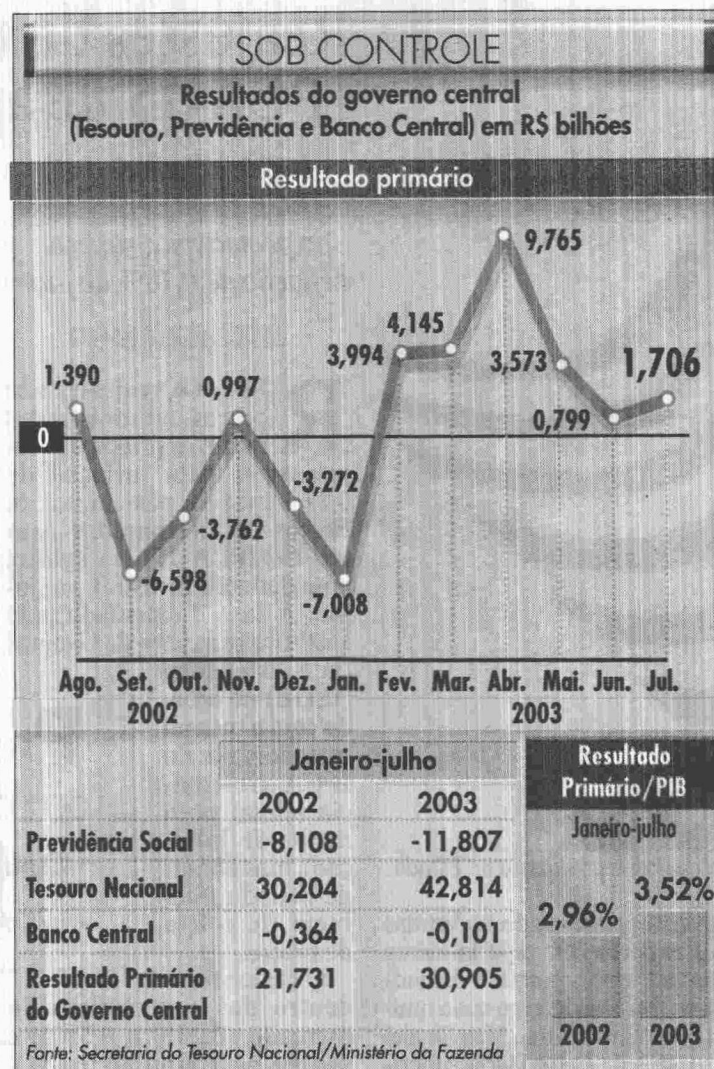 SOB CONTROLE
Resultados do governo central
(Tesouro, Previdência e Banco Central) em R$ bilhões
Resultado primário
9,765
4,145
3,994
3,573
1,706
1,390
0,997
0,799
0
-3,272
-3,762
-6,598
-7,008
Ago. Set. Out. Nov. Dez. Jan. Fev. Mar. Abr. Mai. Jun. Jul.
2002 2003
Janeiro-julho
2002 2003
Previdência Social -8,108 -11,807
Tesouro Nacional 30,204 42,814
Banco Central -0,364 -0,101
Resultado Primário
do Governo Central 21,731 30,905
Fonte: Secretaria do Tesouro Nacional/Ministério da Fazenda
Resultado
Primário/PIB
Janeiro-julho
2,96% 3,52%
2002 2003